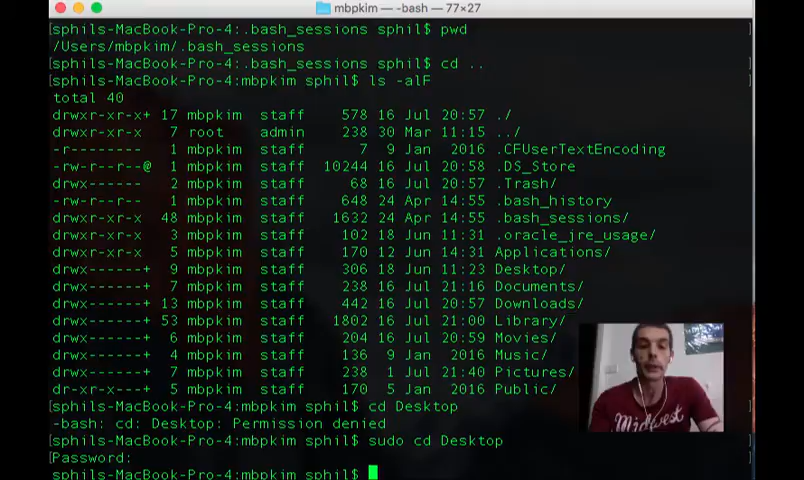 mbpkim — -bash — 77×27
[sphils-MacBook-Pro-4:.bash_sessions sphil$ pwd
/Users/mbpkim/.bash_sessions
[sphils-MacBook-Pro-4:.bash_sessions sphil$ cd ..
[sphils-MacBook-Pro-4:mbpkim sphil$ ls -alF
total 40
drwxr-xr-x+ 17 mbpkim  staff    578 16 Jul 20:57 ./
drwxr-xr-x   7 root    admin    238 30 Mar 11:15 ../
-r--------   1 mbpkim  staff      7  9 Jan  2016 .CFUserTextEncoding
-rw-r--r--@  1 mbpkim  staff  10244 16 Jul 20:58 .DS_Store
drwx------   2 mbpkim  staff     68 16 Jul 20:57 .Trash/
-rw-------   1 mbpkim  staff    648 24 Apr 14:55 .bash_history
drwxr-xr-x  48 mbpkim  staff   1632 24 Apr 14:55 .bash_sessions/
drwxr-xr-x   3 mbpkim  staff    102 18 Jun 11:31 .oracle_jre_usage/
drwxr-xr-x   5 mbpkim  staff    170 12 Jun 14:31 Applications/
drwx------+  9 mbpkim  staff    306 18 Jun 11:23 Desktop/
drwx------+  7 mbpkim  staff    238 16 Jul 21:16 Documents/
drwx------+ 13 mbpkim  staff    442 16 Jul 20:57 Downloads/
drwx------+ 53 mbpkim  staff   1802 16 Jul 21:00 Library/
drwx------+  6 mbpkim  staff    204 16 Jul 20:59 Movies/
drwx------+  4 mbpkim  staff    136  9 Jan  2016 Music/
drwx------+  7 mbpkim  staff    238  1 Jul 21:40 Pictures/
dr-xr-xr-x+  5 mbpkim  staff    170  5 Jan  2016 Public/
[sphils-MacBook-Pro-4:mbpkim sphil$ cd Desktop
-bash: cd: Desktop: Permission denied
[sphils-MacBook-Pro-4:mbpkim sphil$ sudo cd Desktop
[Password:
sphils-MacBook-Pro-4:mbpkim sphil$
Midwest